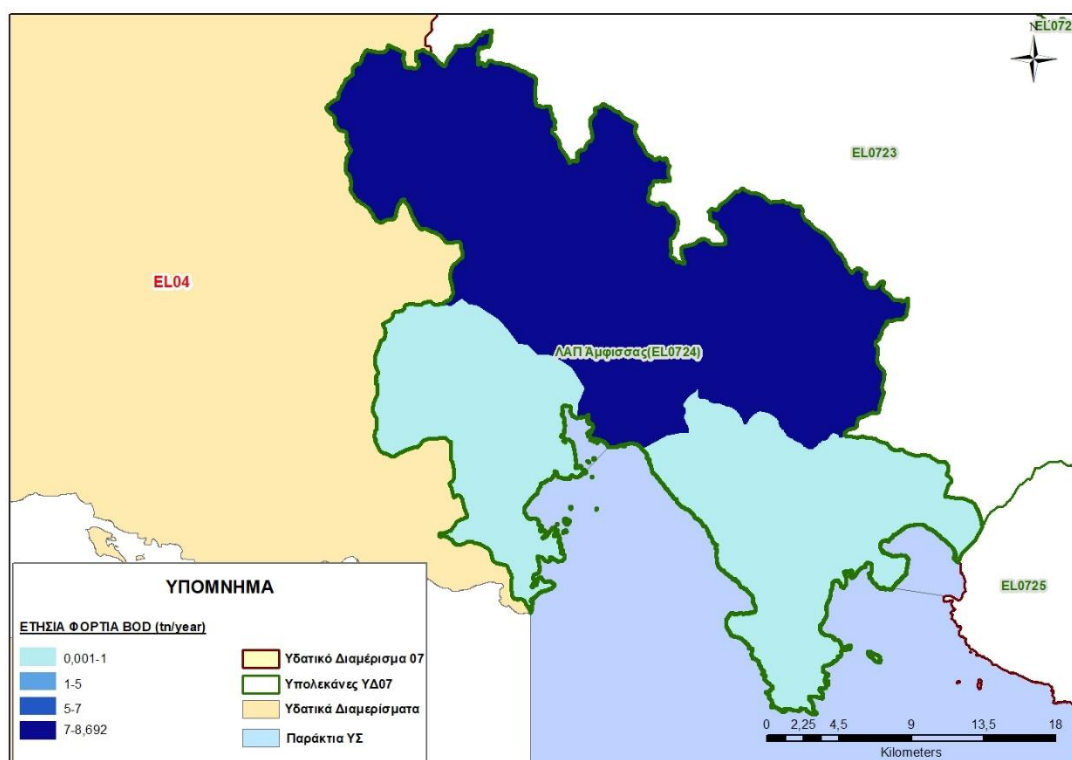 EL072
N
EL0723
EL04
ΛΑΠ Άμφισσας(EL0724)
EL0725
ΥΠΟΜΝΗΜΑ
ΕΤΗΣΙΑ ΦΟΡΤΙΑ BOD (tn/year)
0,001-1
1-5
5-7
7-8,692
Υδατικό Διαμέρισμα 07
Υπολεκάνες ΥΔ07
Υδατικά Διαμερίσματα
Παράκτια ΥΣ
0 2,25 4,5 9 13,5 18
Kilometers